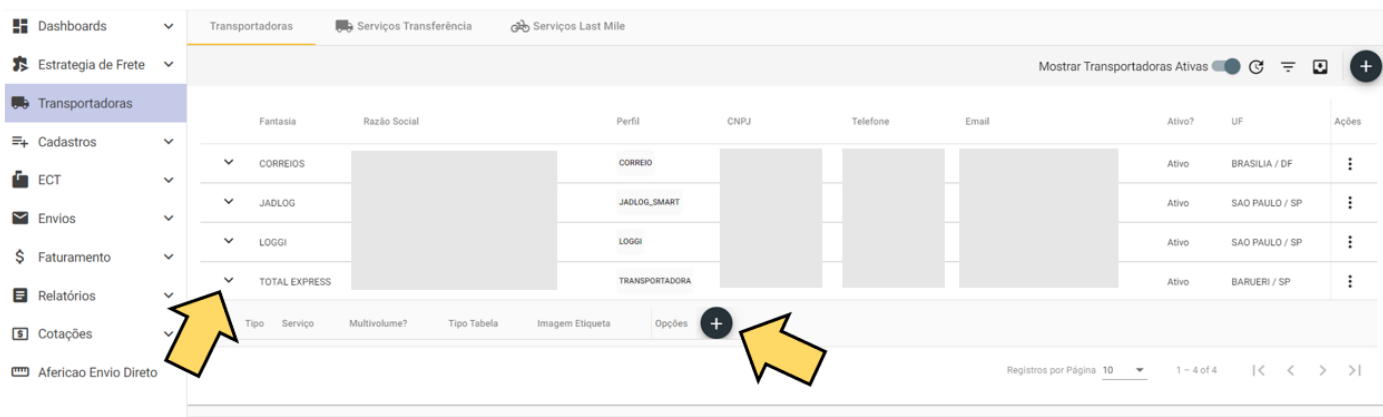 Dashboards
Estrategia de Frete
Transportadoras
Cadastros
ECT
Envios
Faturamento
Relatórios
Cotações
Afericao Envio Direto
Transportadoras Serviços Transferência Serviços Last Mile
Mostrar Transportadoras Ativas
Fantasia Razão Social Perfil CNPJ Telefone Email Ativo? UF Ações
CORREIOS CORREIO Ativo BRASILIA / DF
JADLOG JADLOG_SMART Ativo SAO PAULO / SP
LOGGI LOGGI Ativo SAO PAULO / SP
TOTAL EXPRESS TRANSPORTADORA Ativo BARUERI / SP
Tipo Serviço Multivolume? Tipo Tabela Imagem Etiqueta Opções
Registros por Página 10 1 – 4 of 4